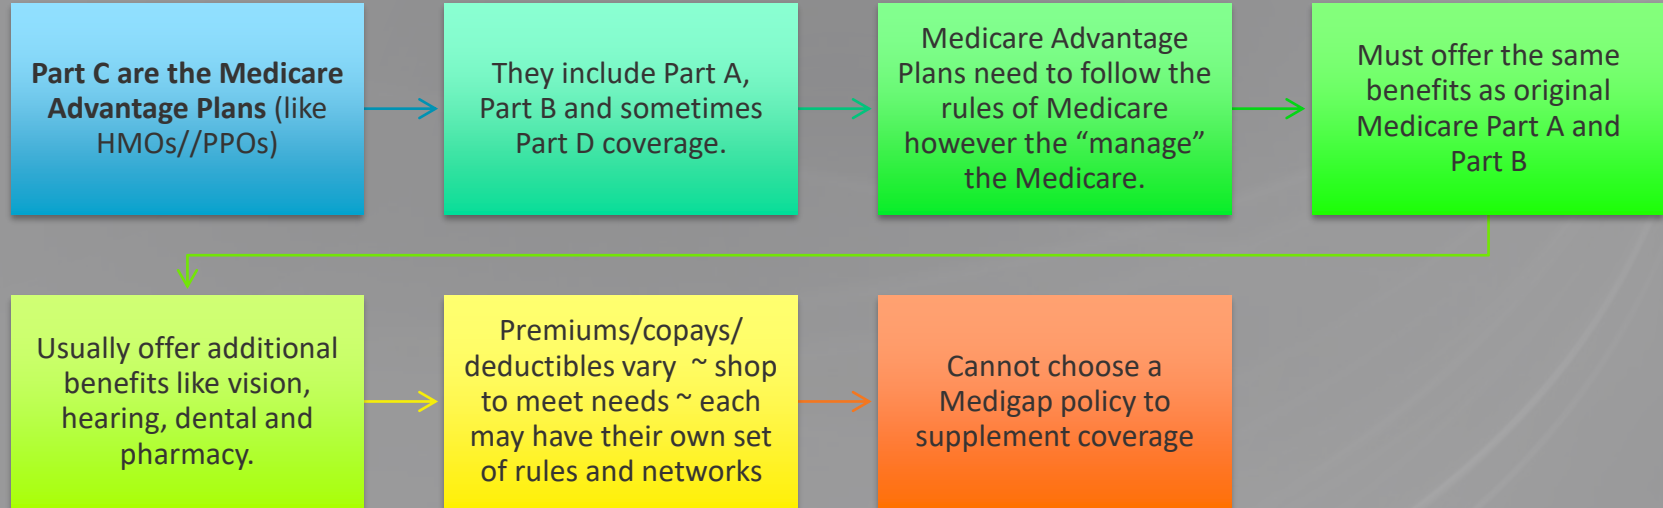 Part C are the Medicare
Advantage Plans (like
HMOs//PPOs)
They include Part A,
Part B and sometimes
Part D coverage.
Medicare Advantage
Plans need to follow the
rules of Medicare
however the “manage”
the Medicare.
Must offer the same
benefits as original
Medicare Part A and
Part B
Usually offer additional
benefits like vision,
hearing, dental and
pharmacy.
Premiums/copays/
deductibles vary ~ shop
to meet needs ~ each
may have their own set
of rules and networks
Cannot choose a
Medigap policy to
supplement coverage